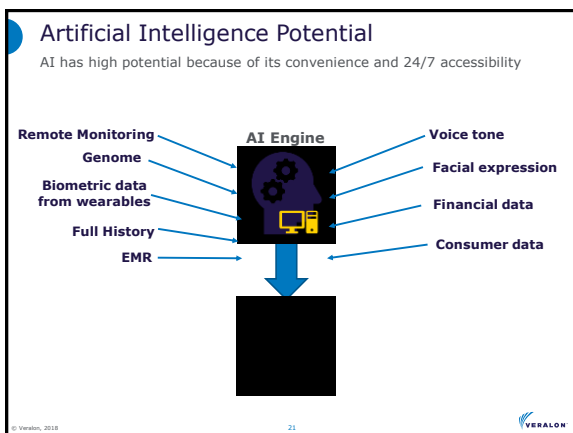 Artificial Intelligence Potential
AI has high potential because of its convenience and 24/7 accessibility
AI Engine
Remote Monitoring
Genome
Biometric data
from wearables
Full History
EMR
Voice tone
Facial expression
Financial data
Consumer data
© Veralon, 2018
21
VERALON